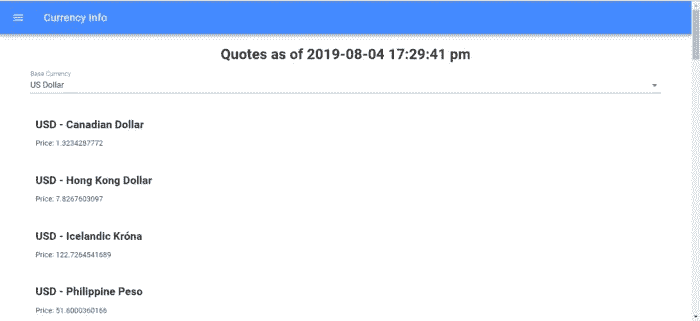 Currency Info
Quotes as of 2019-08-04 17:29:41 pm
Base Currency
US Dollar
USD - Canadian Dollar
Price: 1.3234287772
USD - Hong Kong Dollar
Price: 7.8267603097
USD - Icelandic Króna
Price: 122.7264541689
USD - Philippine Peso
Price: 51.6000360166